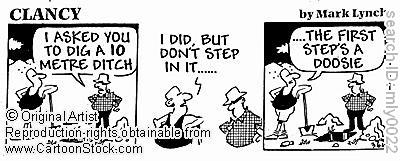 CLANCY
by Mark Lynch
I ASKED YOU
TO DIG A 10
METRE DITCH
I DID, BUT
DON'T STEP
IN IT......
....THE FIRST
STEP'S A
DOOSIE
© Original Artist
Reproduction rights obtainable from
www.CartoonStock.com
search ID: mly0022